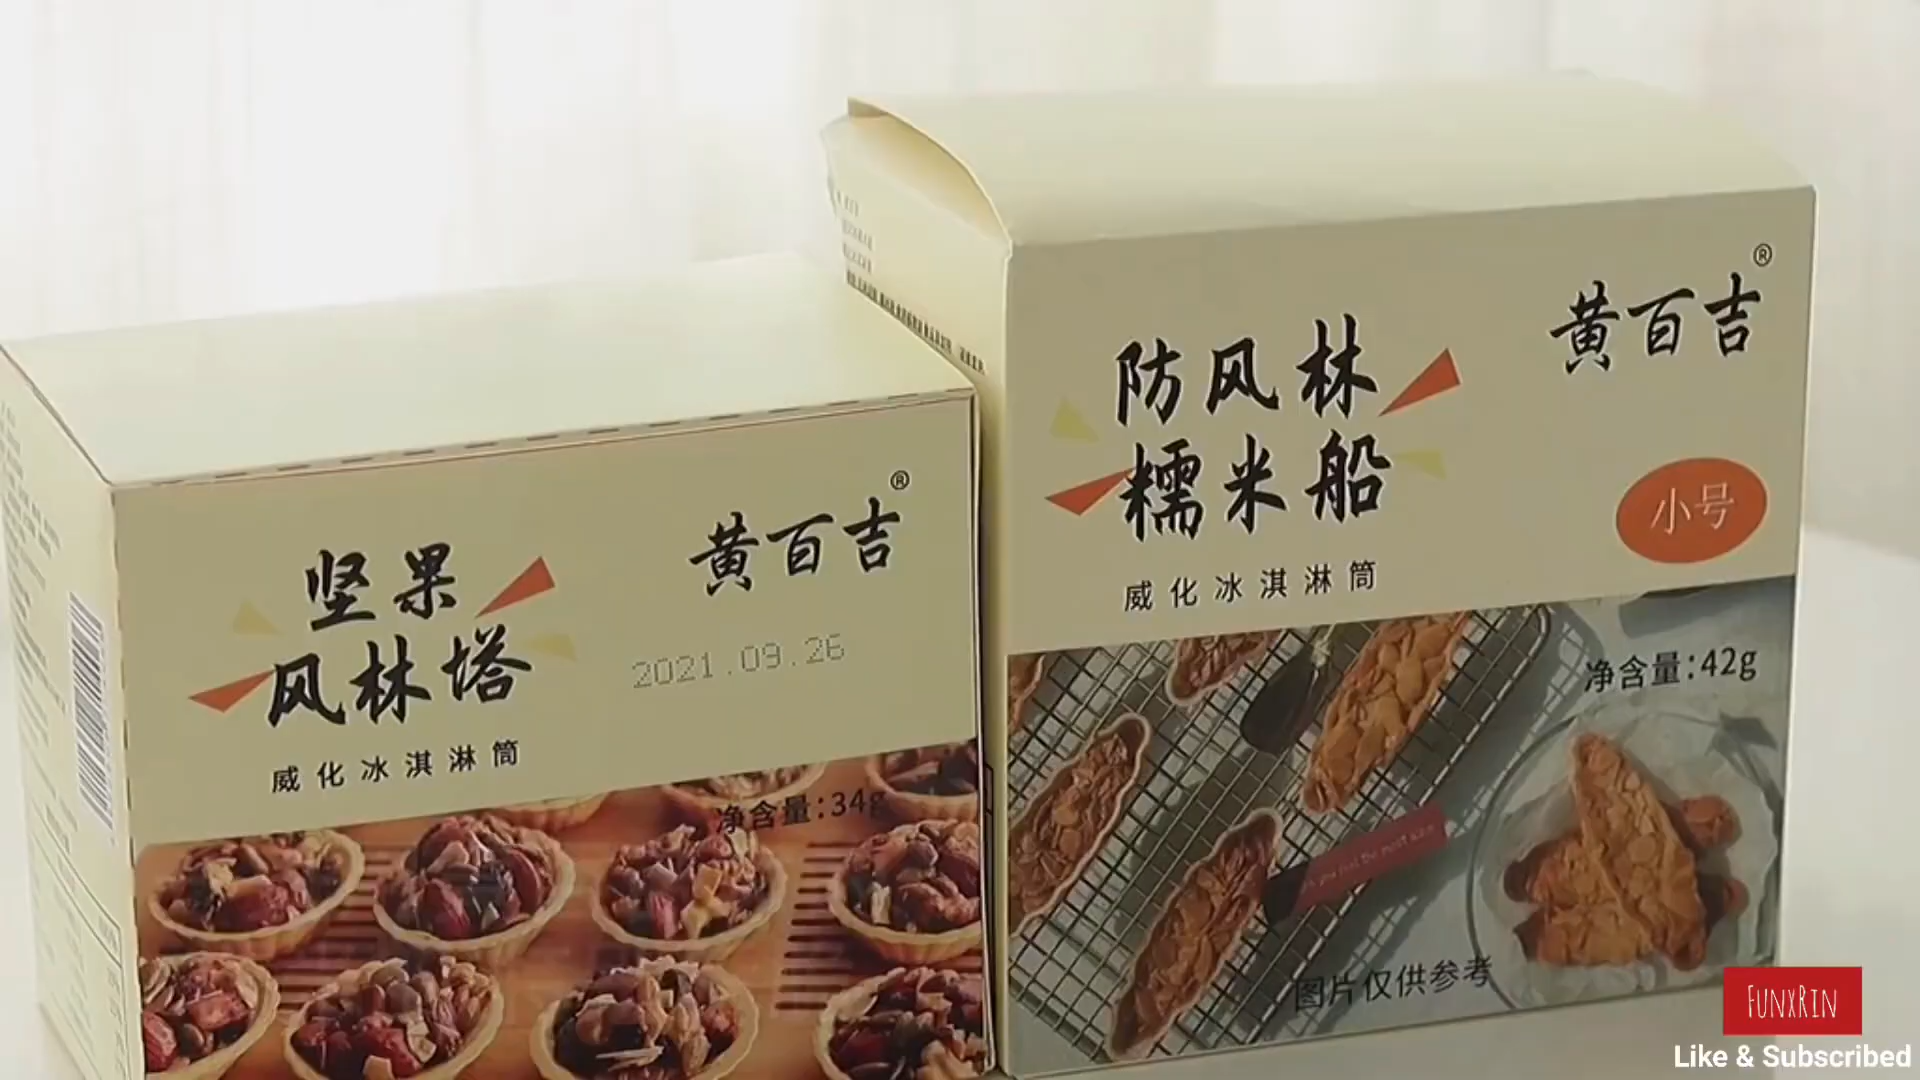 坚果
风林塔
威化冰淇淋筒
黄百吉®
2021.09.26
净含量:34g
防风林
糯米船
威化冰淇淋筒
黄百吉®
小号
净含量:42g
图片仅供参考
FUNXRIN
Like & Subscribed